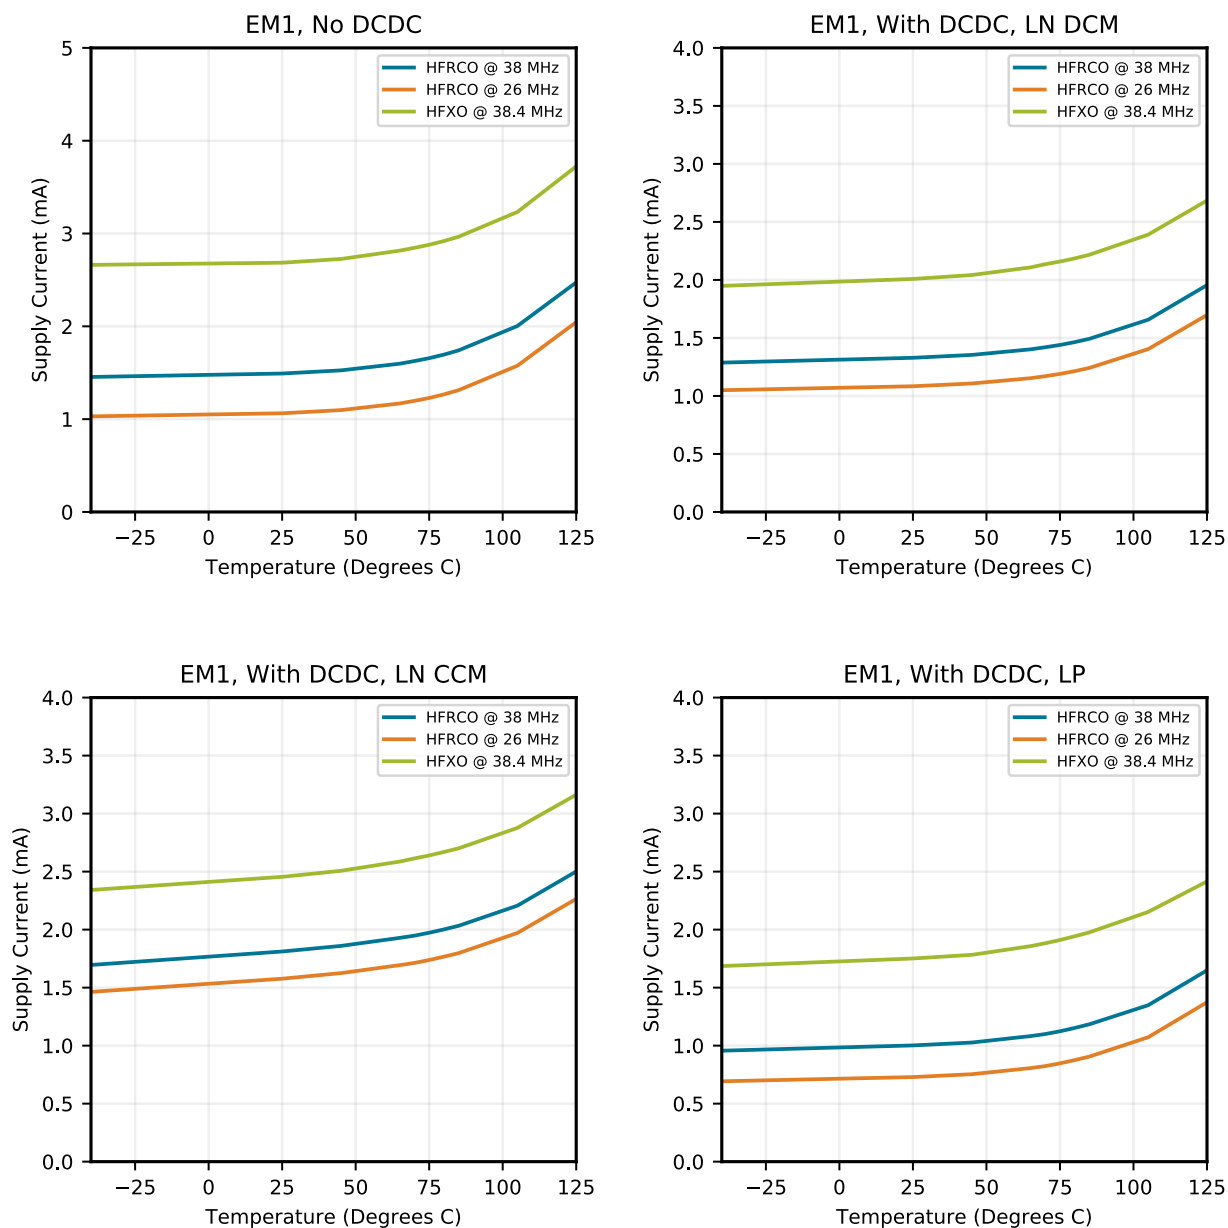 EM1, No DCDC
5
4
3
2
1
0
Supply Current (mA)
HFRCO @ 38 MHz
HFRCO @ 26 MHz
HFXO @ 38.4 MHz
−25 0 25 50 75 100 125
Temperature (Degrees C)
EM1, With DCDC, LN DCM
4.0
3.5
3.0
2.5
2.0
1.5
1.0
0.5
0.0
Supply Current (mA)
HFRCO @ 38 MHz
HFRCO @ 26 MHz
HFXO @ 38.4 MHz
−25 0 25 50 75 100 125
Temperature (Degrees C)
EM1, With DCDC, LN CCM
4.0
3.5
3.0
2.5
2.0
1.5
1.0
0.5
0.0
Supply Current (mA)
HFRCO @ 38 MHz
HFRCO @ 26 MHz
HFXO @ 38.4 MHz
−25 0 25 50 75 100 125
Temperature (Degrees C)
EM1, With DCDC, LP
4.0
3.5
3.0
2.5
2.0
1.5
1.0
0.5
0.0
Supply Current (mA)
HFRCO @ 38 MHz
HFRCO @ 26 MHz
HFXO @ 38.4 MHz
−25 0 25 50 75 100 125
Temperature (Degrees C)